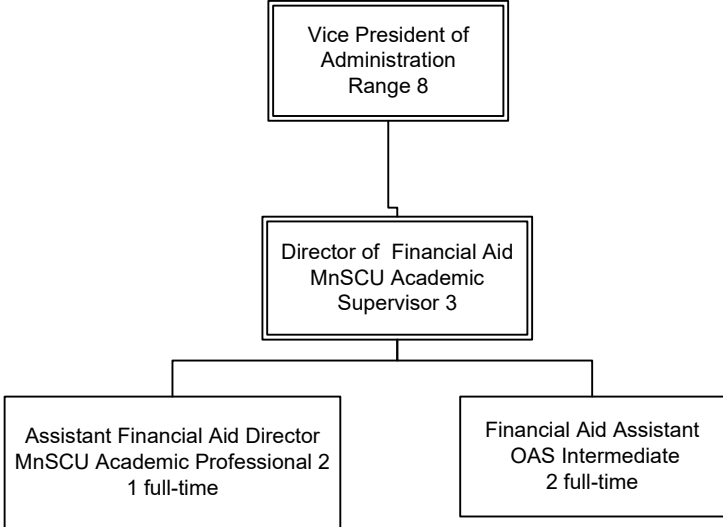 Vice President of
Administration
Range 8
Director of  Financial Aid
MnSCU Academic
Supervisor 3
Assistant Financial Aid Director
MnSCU Academic Professional 2
1 full-time
Financial Aid Assistant
OAS Intermediate
2 full-time